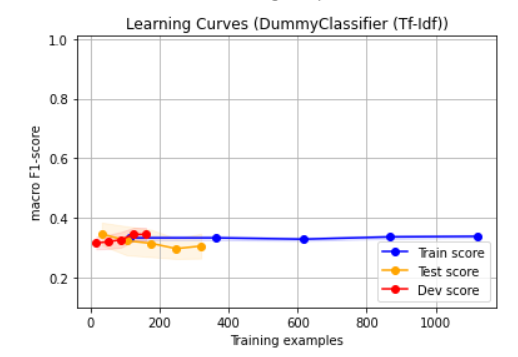 Learning Curves (DummyClassifier (Tf-Idf))
1.0
0.8
0.6
0.4
0.2
macro F1-score
0
200
400
600
800
1000
Training examples
Train score
Test score
Dev score